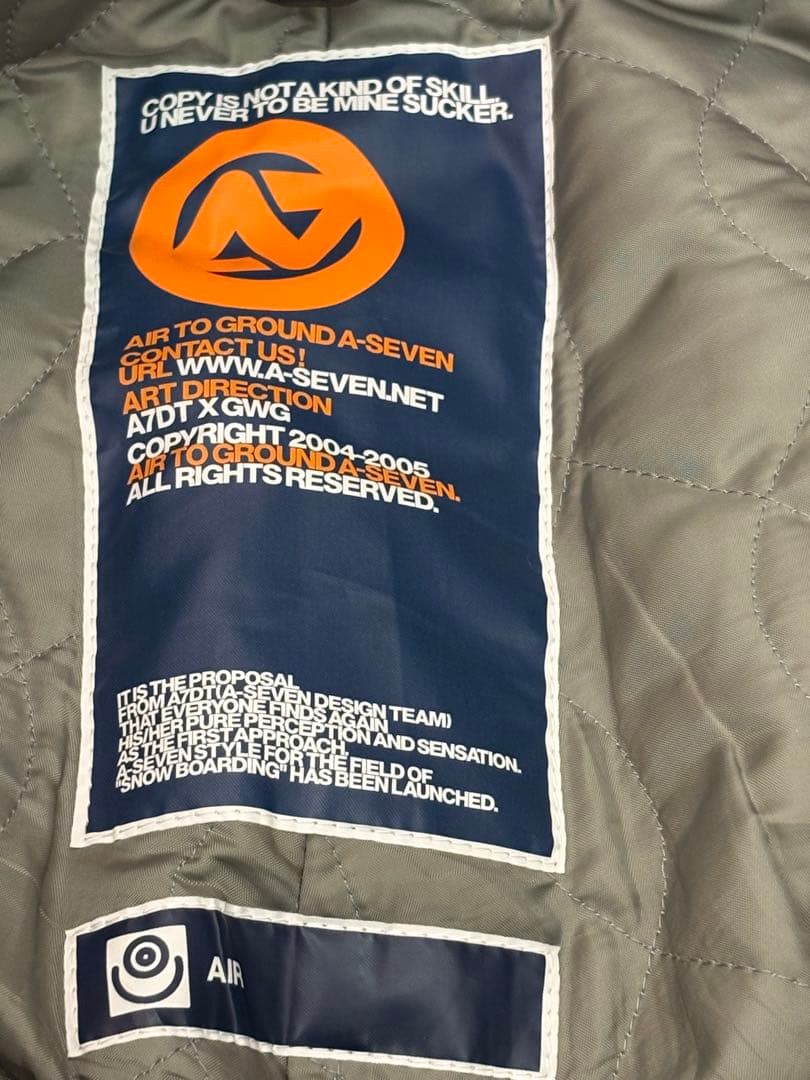 COPY IS NOT A KIND OF SKILL,
U NEVER TO BE MINE SUCKER.
AIR TO GROUND A-SEVEN
CONTACT US!
URL WWW.A-SEVEN.NET
ART DIRECTION
A7DT X GWG
COPYRIGHT 2004-2005
AIR TO GROUND A-SEVEN.
ALL RIGHTS RESERVED.
IT IS THE PROPOSAL
FROM A7DT(A-SEVEN DESIGN TEAM)
THAT EVERYONE FINDS AGAIN
HIS/HER PURE PERCEPTION AND SENSATION.
AS THE FIRST APPROACH,
A-SEVEN STYLE FOR THE FIELD OF
"SNOW BOARDING" HAS BEEN LAUNCHED.
AIR